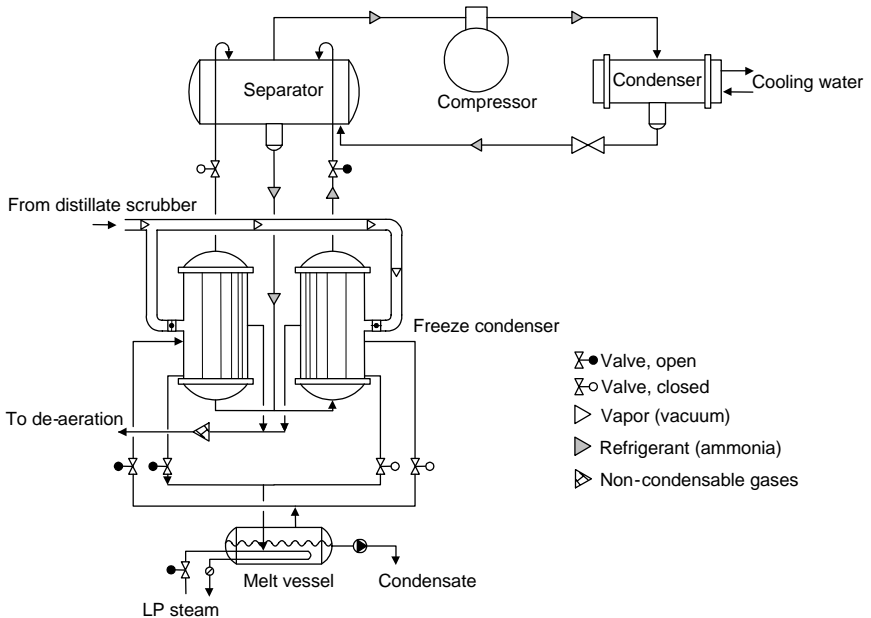 Separator
Compressor
Condenser
Cooling water
From distillate scrubber
Freeze condenser
To de-aeration
Valve, open
Valve, closed
Vapor (vacuum)
Refrigerant (ammonia)
Non-condensable gases
Melt vessel
Condensate
LP steam